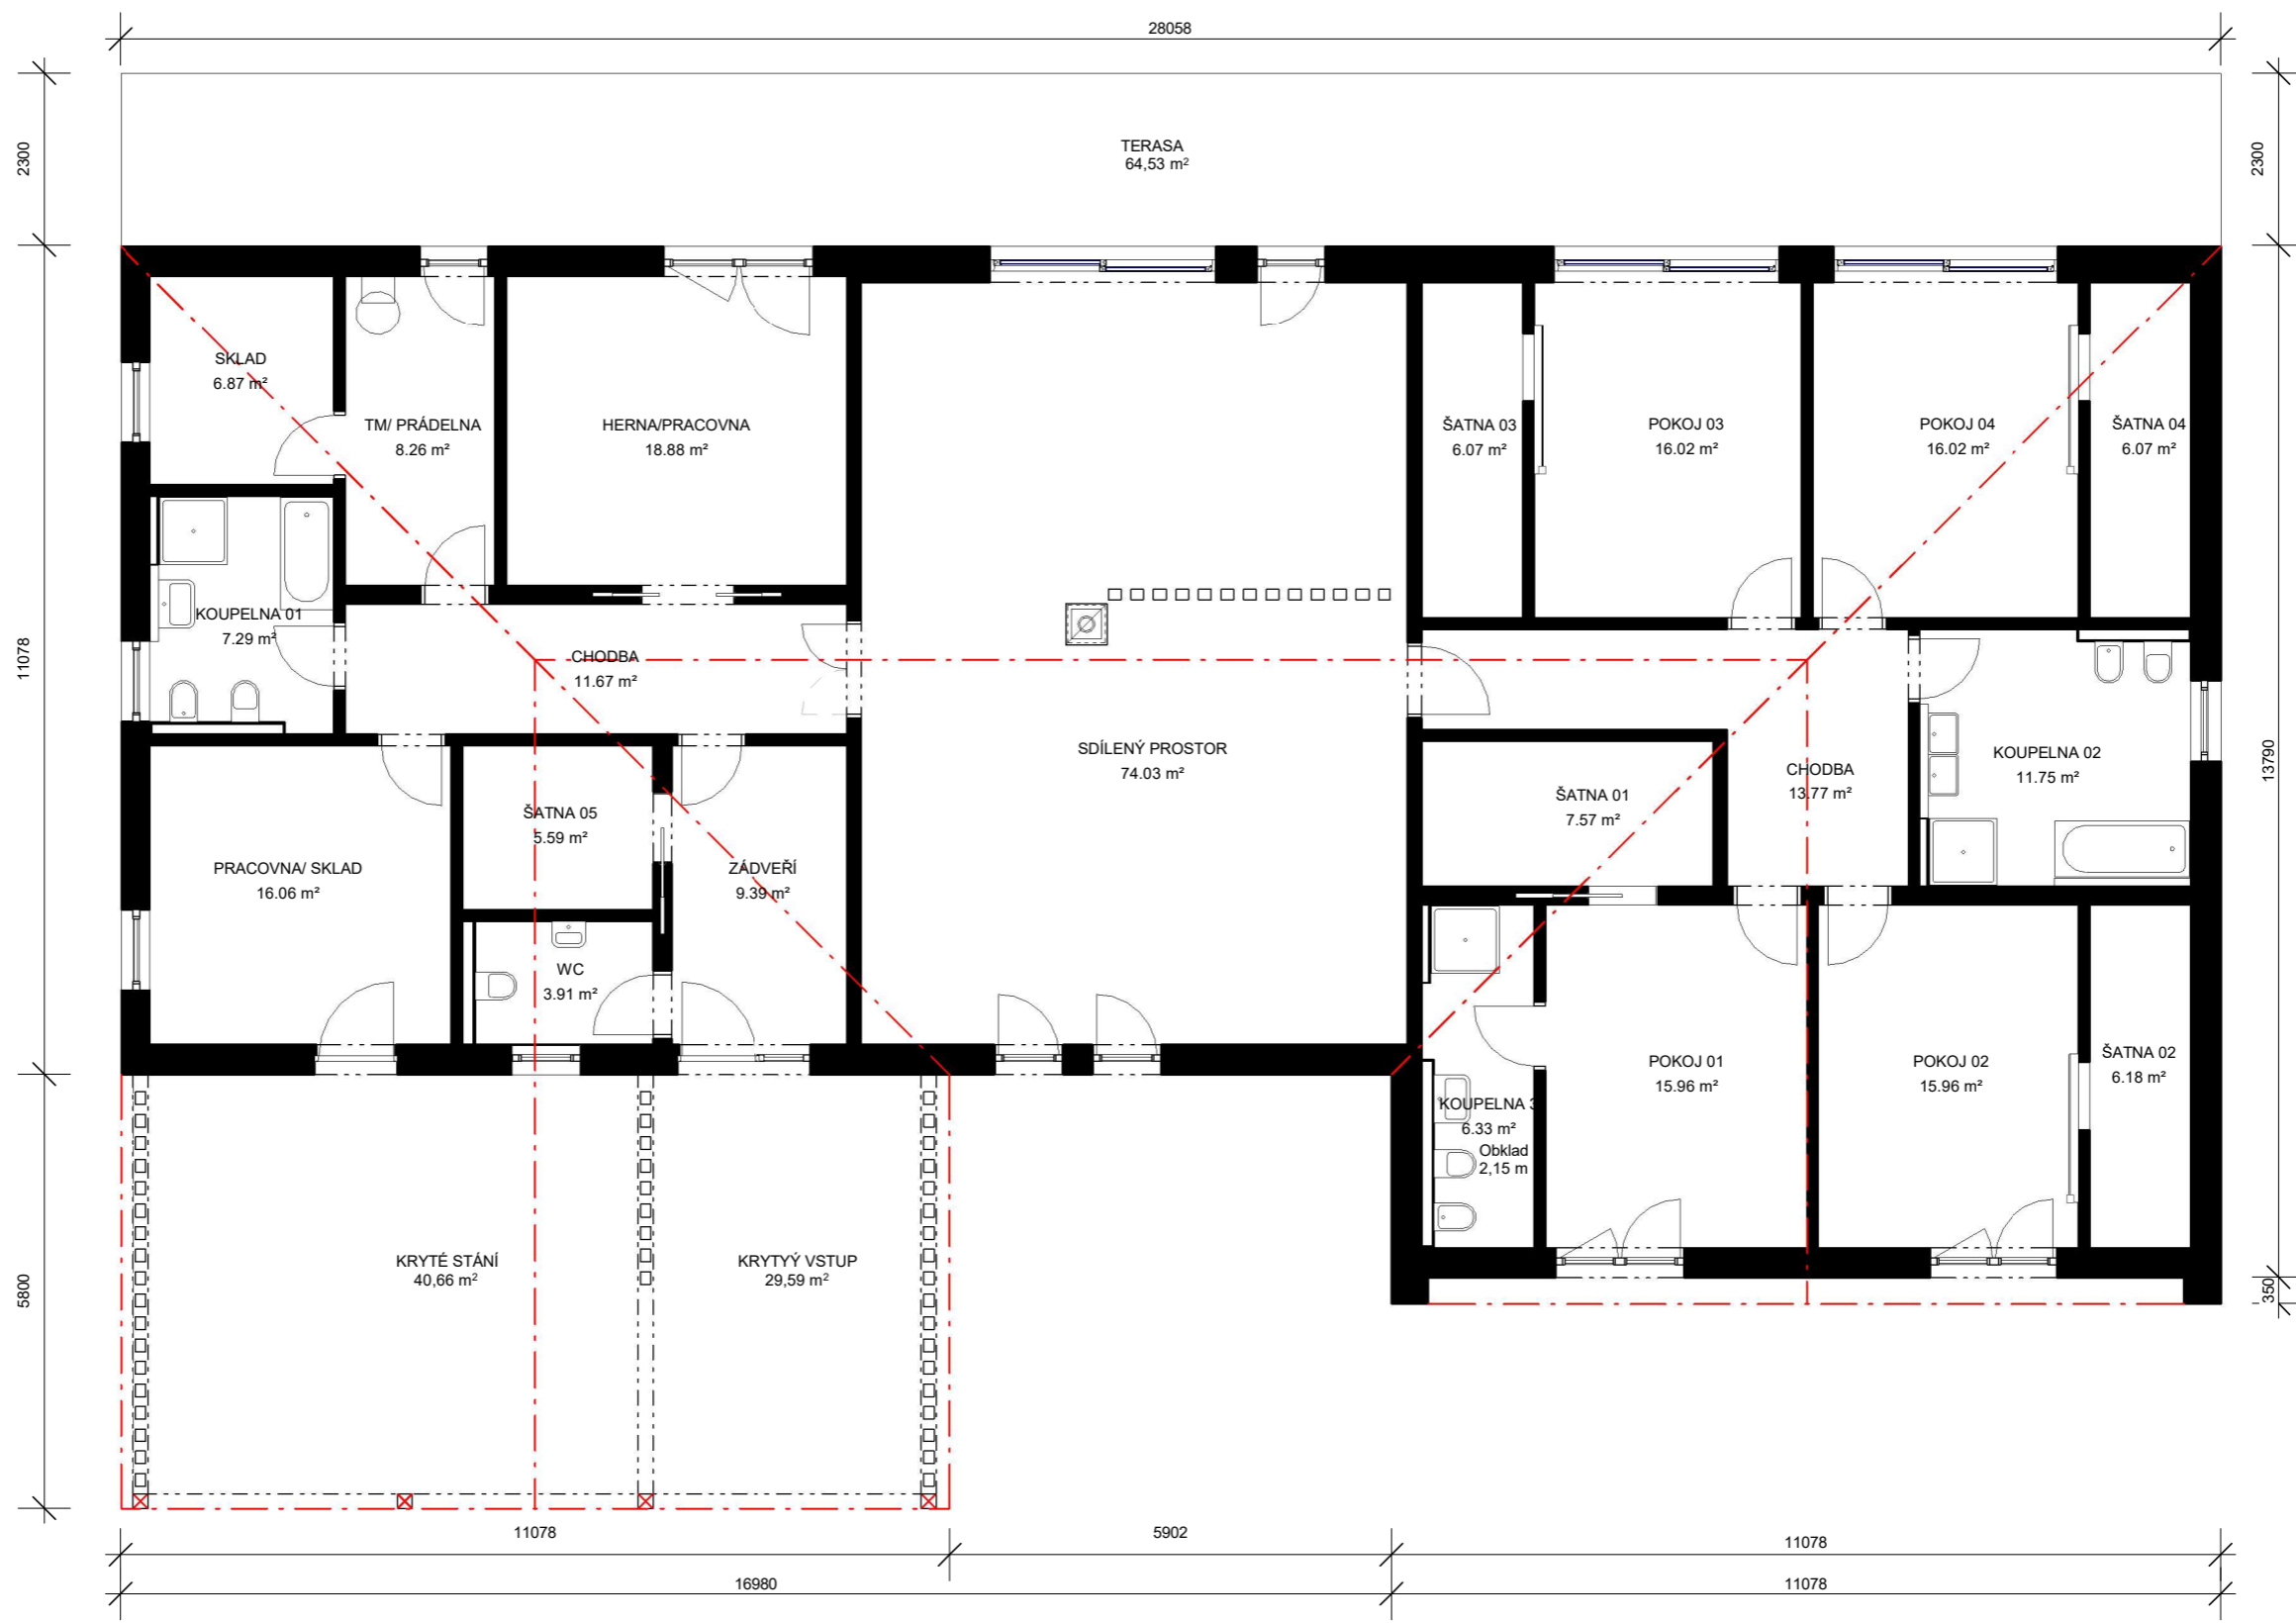 28058
2300
2300
TERASA
64,53 m²
SKLAD
6.87 m²
TM/ PRÁDELNA
8.26 m²
HERNA/PRACOVNA
18.88 m²
ŠATNA 03
6.07 m²
POKOJ 03
16.02 m²
POKOJ 04
16.02 m²
ŠATNA 04
6.07 m²
KOUPELNA 01
7.29 m²
11078
CHODBA
11.67 m²
SDÍLENÝ PROSTOR
74.03 m²
KOUPELNA 02
11.75 m²
CHODBA
13.77 m²
13790
ŠATNA 01
7.57 m²
ŠATNA 05
5.59 m²
PRACOVNA/ SKLAD
16.06 m²
ZÁDVEŘÍ
9.39 m²
WC
3.91 m²
POKOJ 01
15.96 m²
POKOJ 02
15.96 m²
ŠATNA 02
6.18 m²
KOUPELNA 3
6.33 m²
Obklad
2,15 m
KRYTÉ STÁNÍ
40,66 m²
KRYTYÝ VSTUP
29,59 m²
5800
350
11078
5902
11078
16980
11078